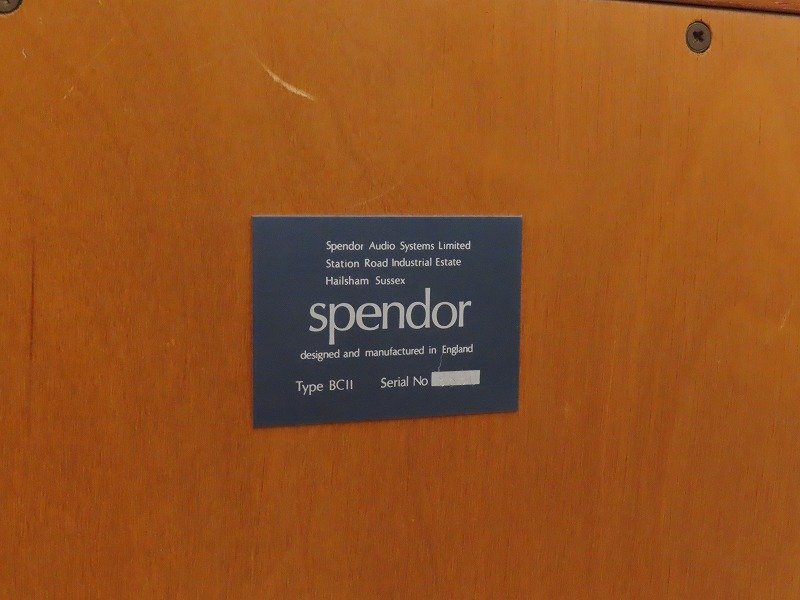 Spendor Audio Systems Limited
Station Road Industrial Estate
Hailsham Sussex
spendor
designed and manufactured in England
Type BCII Serial No